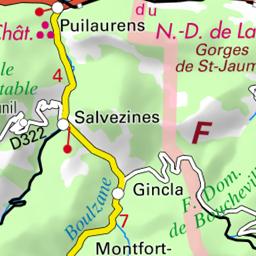 du
Puilaurens
Chât.
N.-D. de La
Gorges
de St-Jaum
le
table
4
nil
Salvezines
D322
F
Gincla
Boulzane
F. Dom.
de Boucheville
7
Montfort-